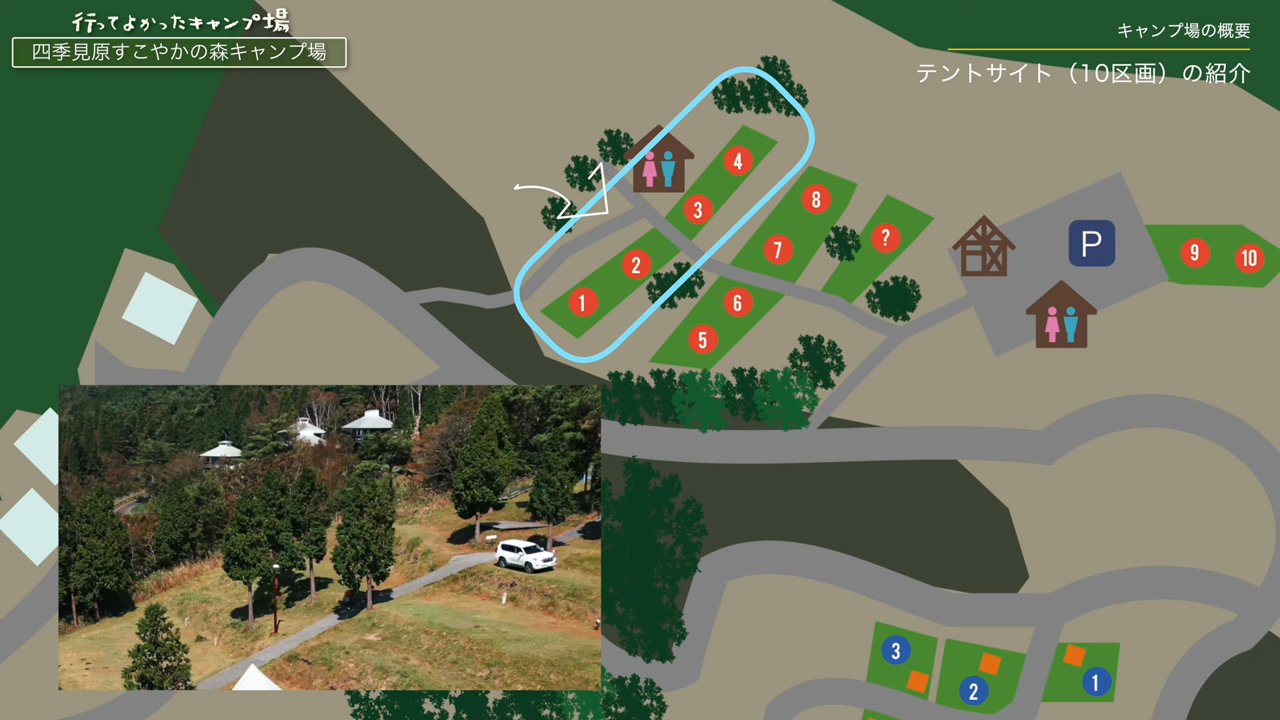 行ってよかったキャンプ場
四季見原すこやかの森キャンプ場
キャンプ場の概要
テントサイト（10区画）の紹介
4
8
3
?
7
P
9
10
2
1
6
5
3
2
1